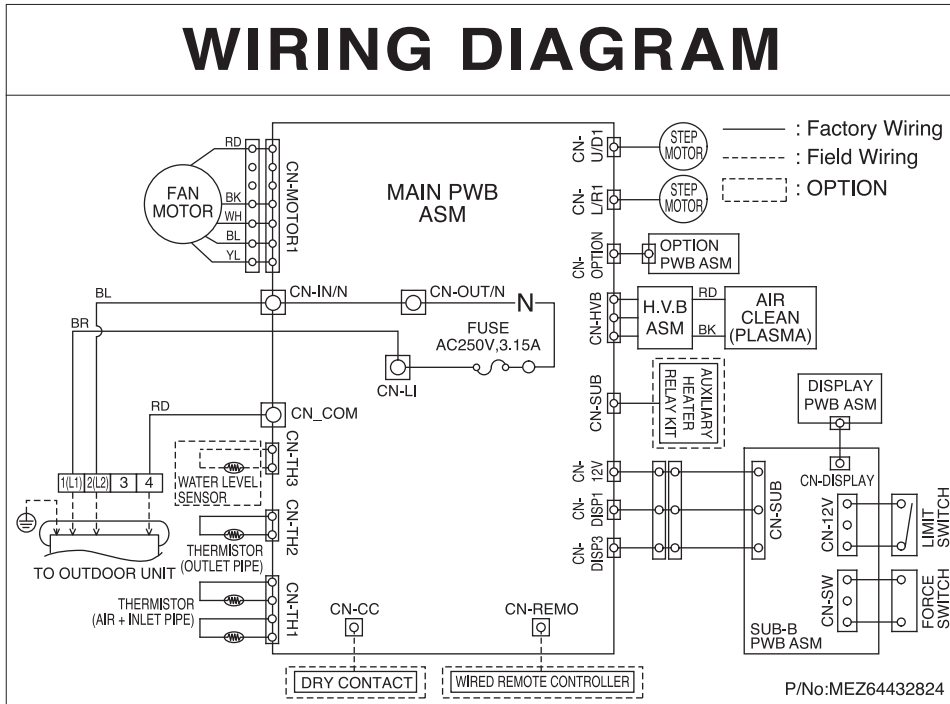 WIRING DIAGRAM
RD
FAN
MOTOR
BK
WH
BL
YL
CN-MOTOR1
MAIN PWB
ASM
CN-
U/D1
STEP
MOTOR
CN-
L/R1
STEP
MOTOR
: Factory Wiring
: Field Wiring
: OPTION
CN-
OPTION
OPTION
PWB ASM
CN-HVB
H.V.B
ASM
RD
BK
AIR
CLEAN
(PLASMA)
BL
CN-IN/N
CN-OUT/N
N
BR
FUSE
AC250V,3.15A
CN-LI
CN-SUB
AUXILIARY
HEATER
RELAY KIT
DISPLAY
PWB ASM
RD
CN_COM
CN-TH3
WATER LEVEL
SENSOR
1(L1)
2(L2)
3
4
CN-TH2
THERMISTOR
(OUTLET PIPE)
TO OUTDOOR UNIT
THERMISTOR
(AIR + INLET PIPE)
CN-TH1
CN-
12V
CN-
DISP1
CN-
DISP3
CN-SUB
CN-DISPLAY
CN-12V
LIMIT
SWITCH
CN-SW
FORCE
SWITCH
SUB-B
PWB ASM
CN-CC
CN-REMO
DRY CONTACT
WIRED REMOTE CONTROLLER
P/No:MEZ64432824